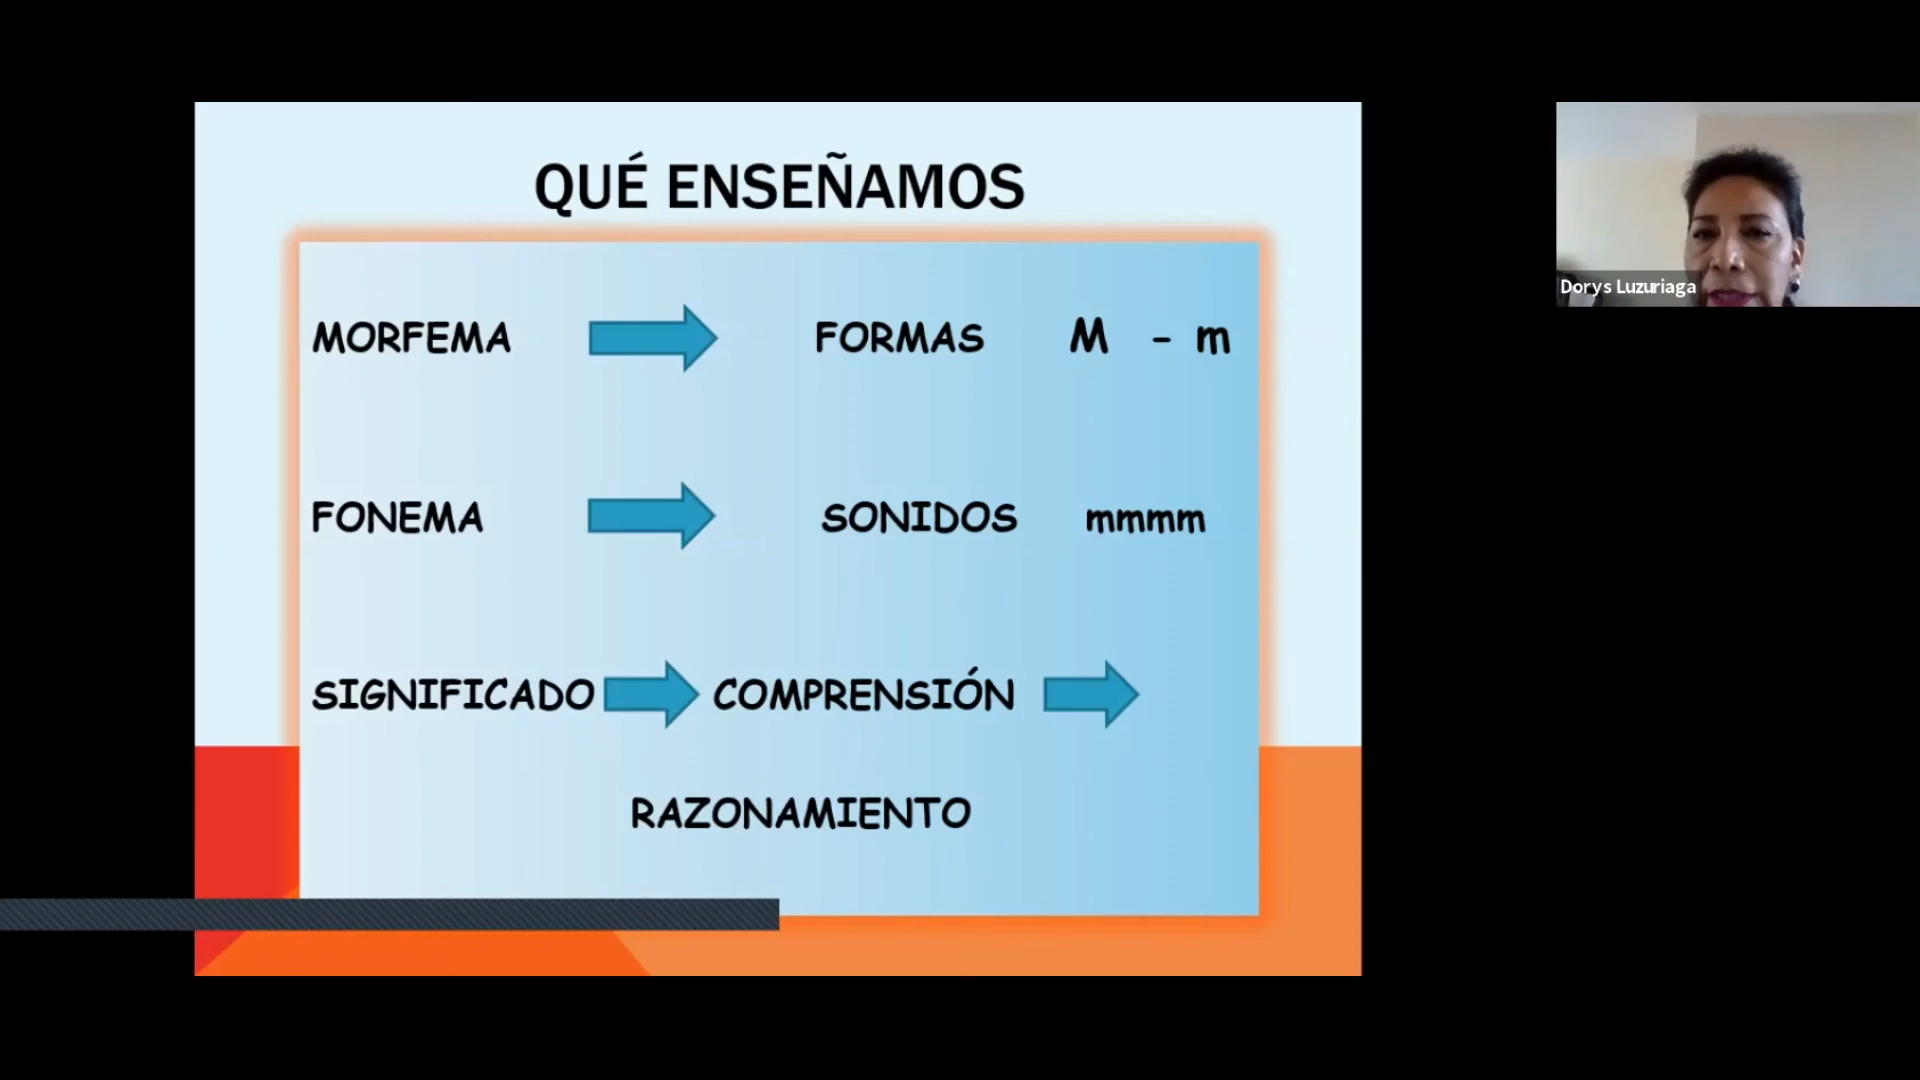 QUÉ ENSEÑAMOS
MORFEMA FORMAS M - m
FONEMA SONIDOS mmmm
SIGNIFICADO COMPRENSIÓN
RAZONAMIENTO
Dorys Luzuriaga